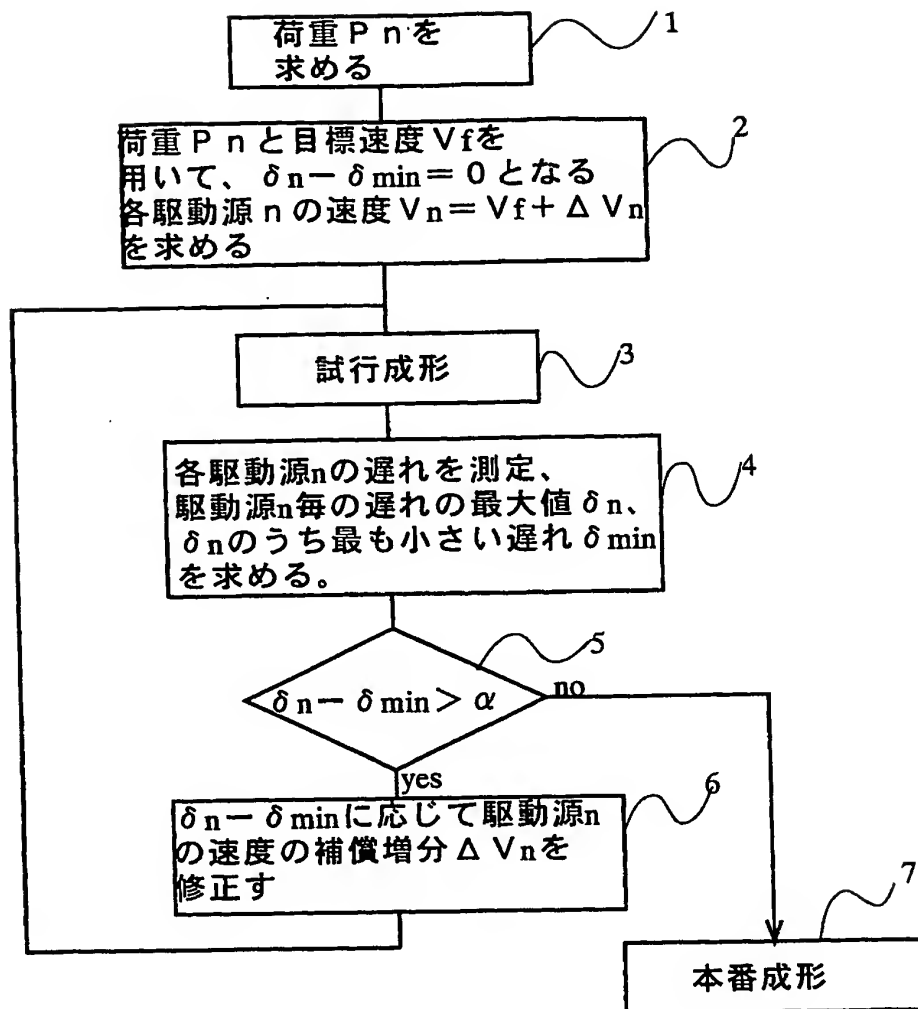 荷重Pnを
求める
1
荷重Pnと目標速度Vfを
用いて、δn－δmin＝0となる
各駆動源nの速度Vn＝Vf＋ΔVn
を求める
2
試行成形
3
各駆動源nの遅れを測定、
駆動源n毎の遅れの最大値δn、
δnのうち最も小さい遅れδmin
を求める。
4
δn－δmin＞α
5
no
yes
δn－δminに応じて駆動源n
の速度の補償増分ΔVnを
修正す
6
本番成形
7